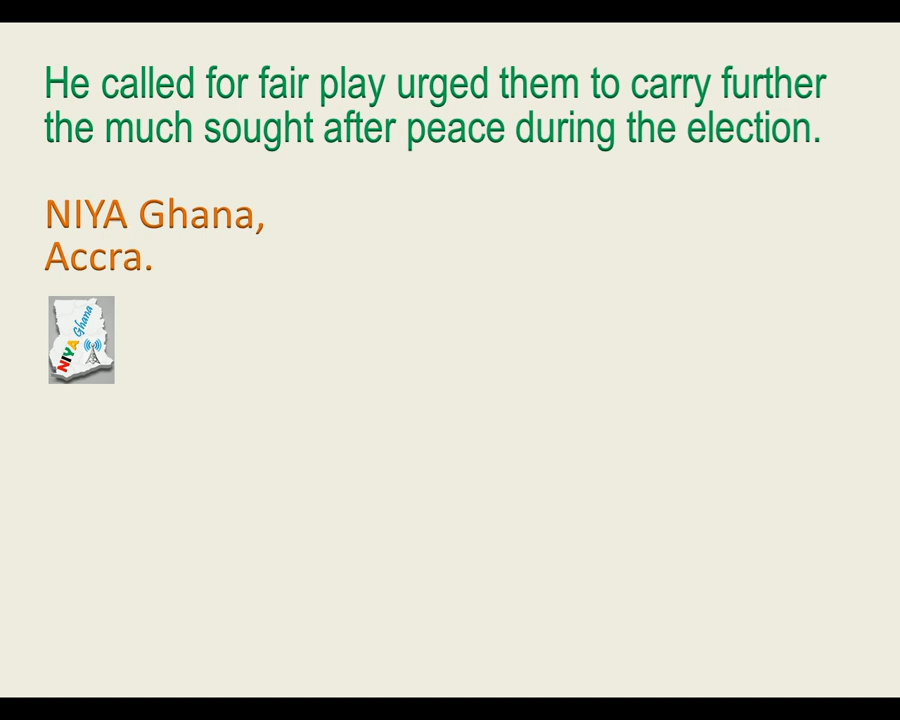 He called for fair play urged them to carry further
the much sought after peace during the election.
NIYA Ghana,
Accra.
NIYA Ghana